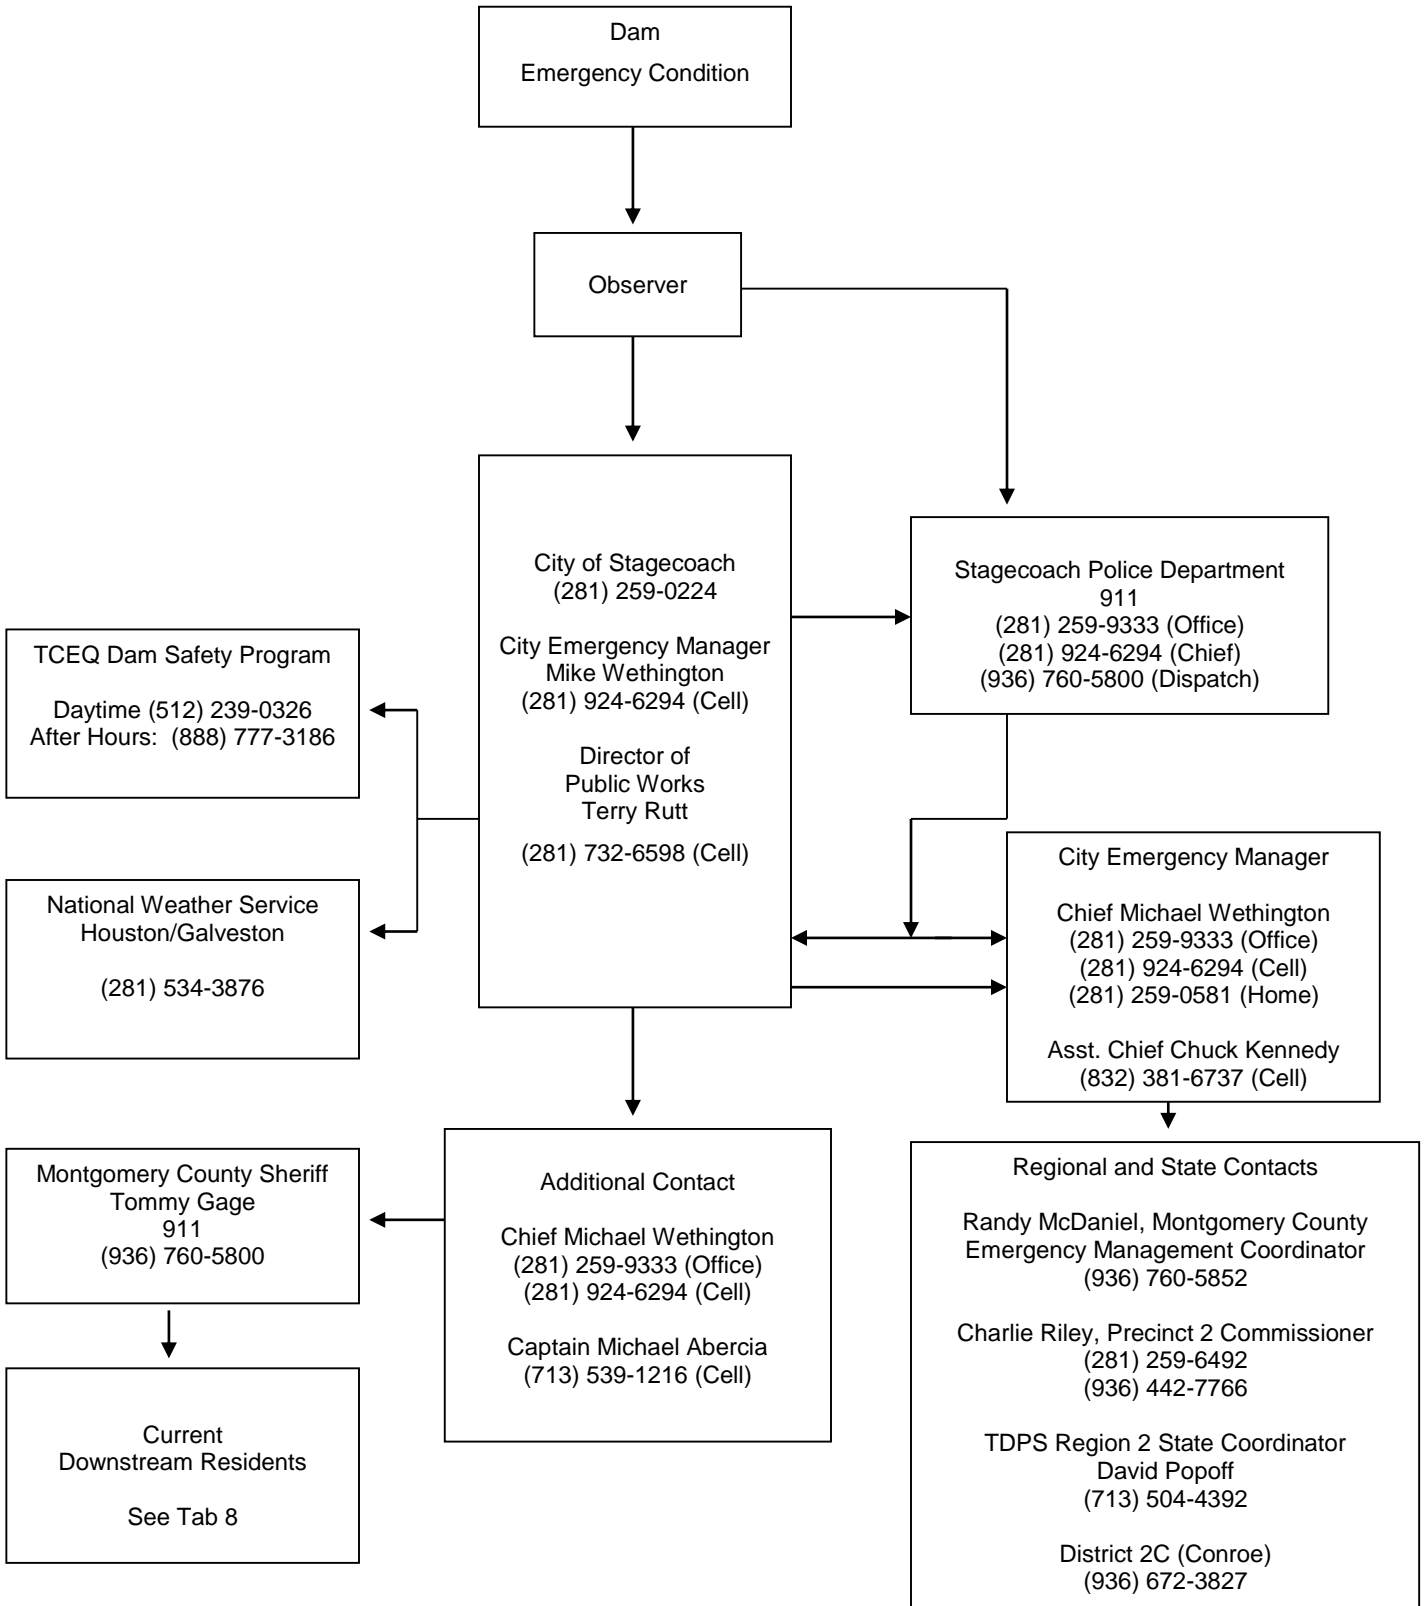 Dam
Emergency Condition
Observer
City of Stagecoach
(281) 259-0224
City Emergency Manager
Mike Wethington
(281) 924-6294 (Cell)
Director of
Public Works
Terry Rutt
(281) 732-6598 (Cell)
Stagecoach Police Department
911
(281) 259-9333 (Office)
(281) 924-6294 (Chief)
(936) 760-5800 (Dispatch)
TCEQ Dam Safety Program
Daytime (512) 239-0326
After Hours:  (888) 777-3186
National Weather Service
Houston/Galveston
(281) 534-3876
City Emergency Manager
Chief Michael Wethington
(281) 259-9333 (Office)
(281) 924-6294 (Cell)
(281) 259-0581 (Home)
Asst. Chief Chuck Kennedy
(832) 381-6737 (Cell)
Montgomery County Sheriff
Tommy Gage
911
(936) 760-5800
Additional Contact
Chief Michael Wethington
(281) 259-9333 (Office)
(281) 924-6294 (Cell)
Captain Michael Abercia
(713) 539-1216 (Cell)
Regional and State Contacts
Randy McDaniel, Montgomery County
Emergency Management Coordinator
(936) 760-5852
Charlie Riley, Precinct 2 Commissioner
(281) 259-6492
(936) 442-7766
TDPS Region 2 State Coordinator
David Popoff
(713) 504-4392
District 2C (Conroe)
(936) 672-3827
Current
Downstream Residents
See Tab 8